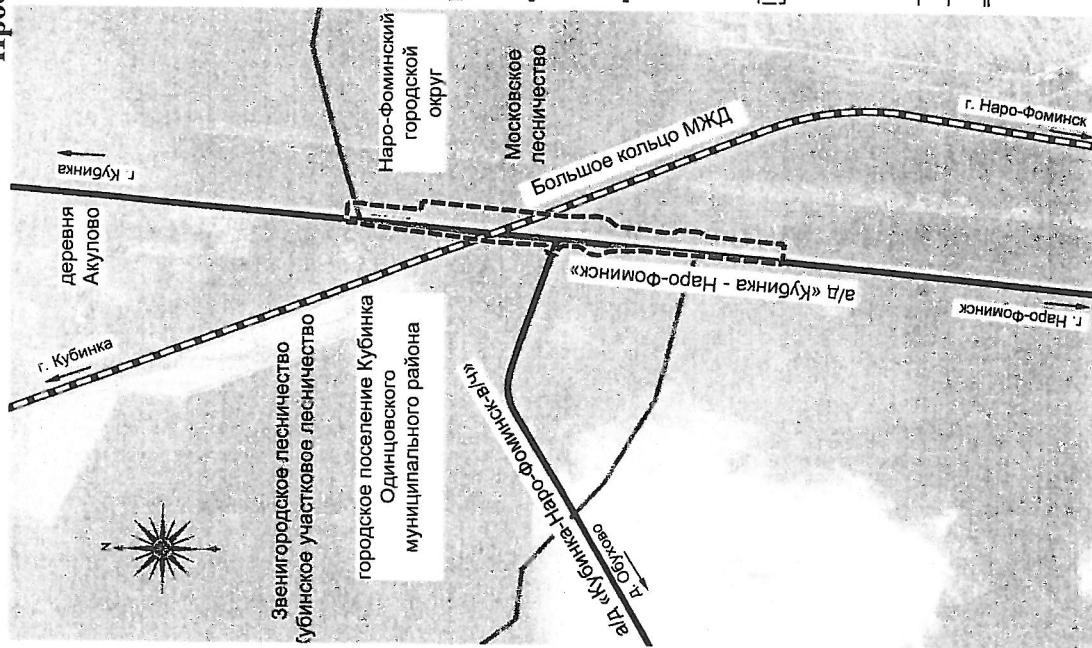 Прое
г. Кубинка
деревня
Акулово
Наро-Фоминский
городской
округ
Московское
лесничество
Большое кольцо МЖД
г. Наро-Фоминск
г. Кубинка
N
Звенигородское лесничество
Кубинское участковое лесничество
городское поселение Кубинка
Одинцовского
муниципального района
а/д «Кубинка - Наро-Фоминск»
г. Наро-Фоминск
а/д «Кубинка-Наро-Фоминск-в/ч»
д. Обухово